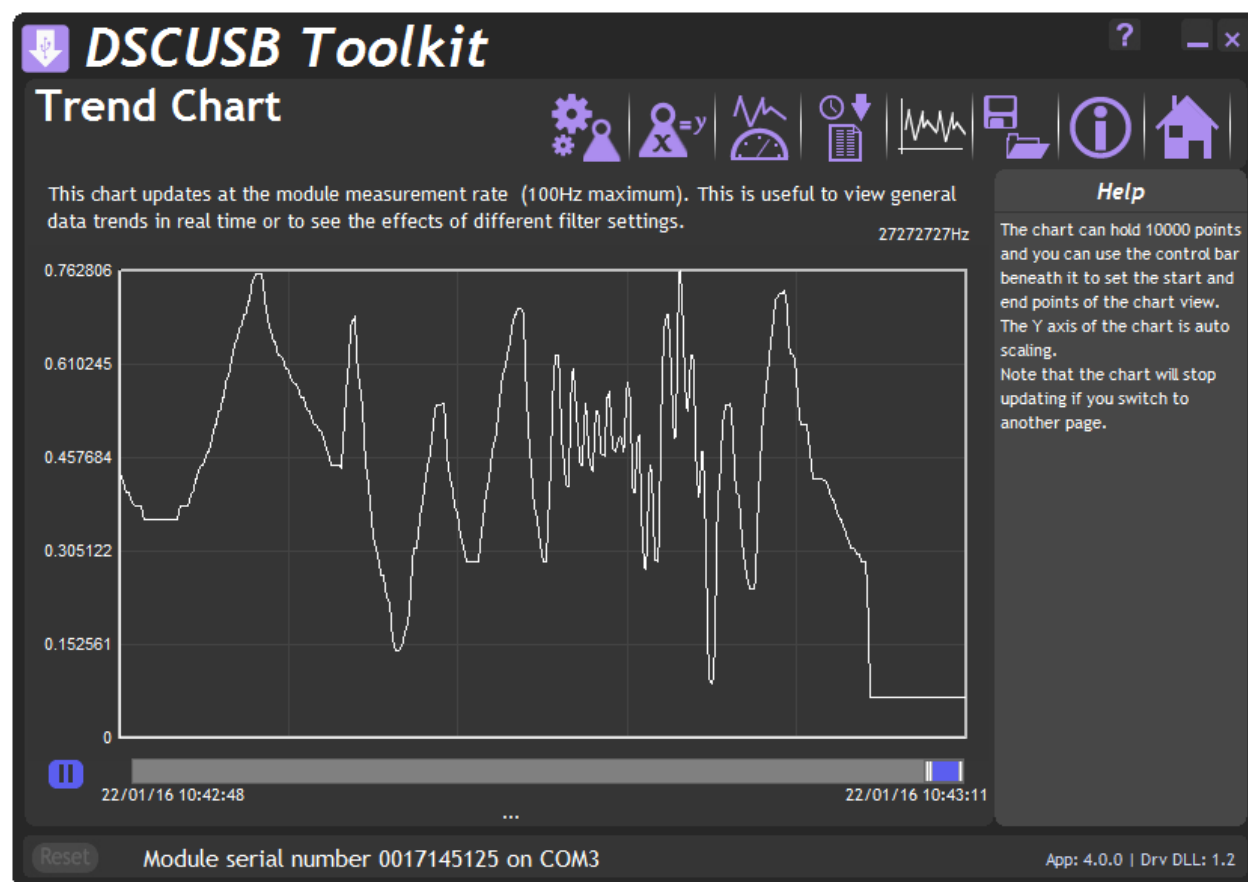 DSCUSB Toolkit
?
Trend Chart
x
=y
This chart updates at the module measurement rate (100Hz maximum). This is useful to view general
data trends in real time or to see the effects of different filter settings.
27272727Hz
0.762806
0.610245
0.457684
0.305122
0.152561
0
22/01/16 10:42:48
22/01/16 10:43:11
...
Help
The chart can hold 10000 points
and you can use the control bar
beneath it to set the start and
end points of the chart view.
The Y axis of the chart is auto
scaling.
Note that the chart will stop
updating if you switch to
another page.
Reset
Module serial number 0017145125 on COM3
App: 4.0.0 | Drv DLL: 1.2